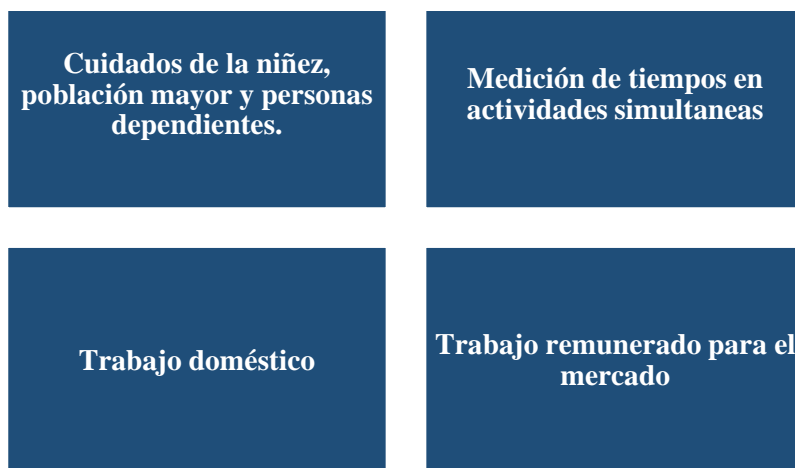 Cuidados de la niñez,
población mayor y personas
dependientes.
Medición de tiempos en
actividades simultaneas
Trabajo doméstico
Trabajo remunerado para el
mercado